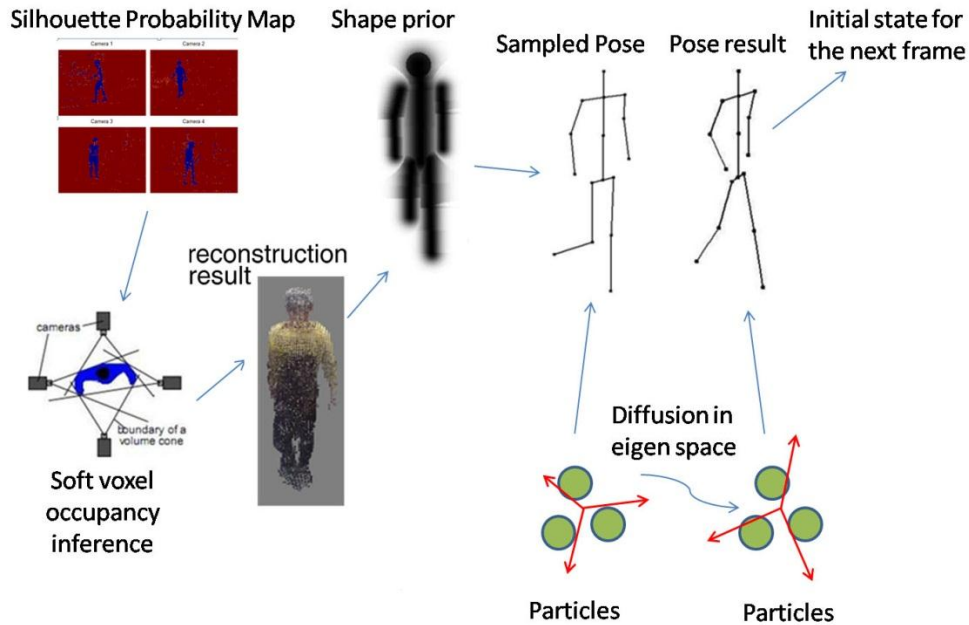 Silhouette Probability Map
Camera 1
Camera 2
Camera 3
Camera 4
Shape prior
Sampled Pose
Pose result
Initial state for
the next frame
reconstruction
result
cameras
boundary of a
volume cone
Soft voxel
occupancy
inference
Diffusion in
eigen space
Particles
Particles